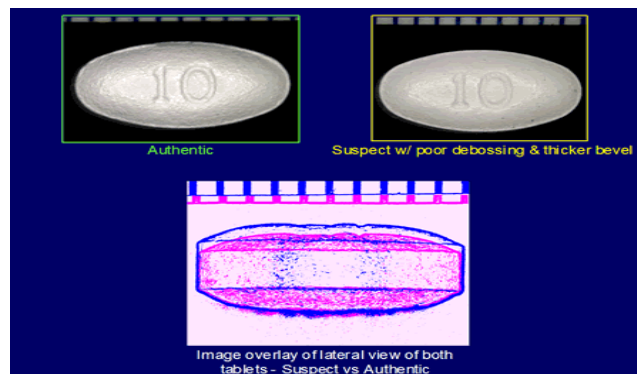 10
10
Authentic
Suspect w/ poor debossing & thicker bevel
Image overlay of lateral view of both
tablets - Suspect vs Authentic